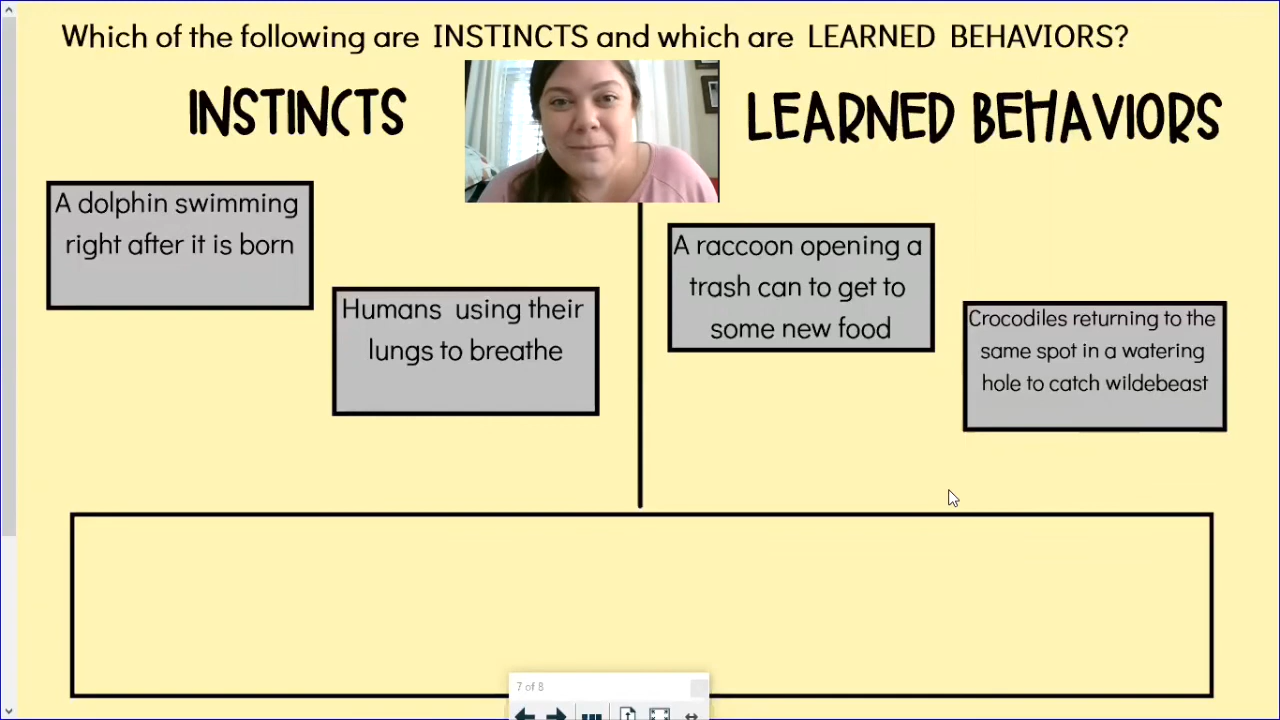 Which of the following are INSTINCTS and which are LEARNED BEHAVIORS?
INSTINCTS
LEARNED BEHAVIORS
A dolphin swimming
right after it is born
Humans using their
lungs to breathe
A raccoon opening a
trash can to get to
some new food
Crocodiles returning to the
same spot in a watering
hole to catch wildebeast
7 of 8